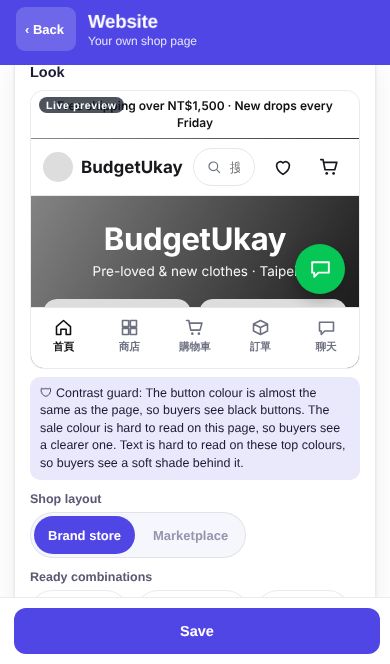 ‹ Back
Website
Your own shop page
Look
Live preview
ng over NT$1,500 · New drops every
Friday
BudgetUkay
搜
BudgetUkay
Pre-loved & new clothes · Taipei
首頁
商店
購物車
訂單
聊天
Contrast guard: The button colour is almost the
same as the page, so buyers see black buttons. The
sale colour is hard to read on this page, so buyers see
a clearer one. Text is hard to read on these top colours,
so buyers see a soft shade behind it.
Shop layout
Brand store
Marketplace
Ready combinations
Save